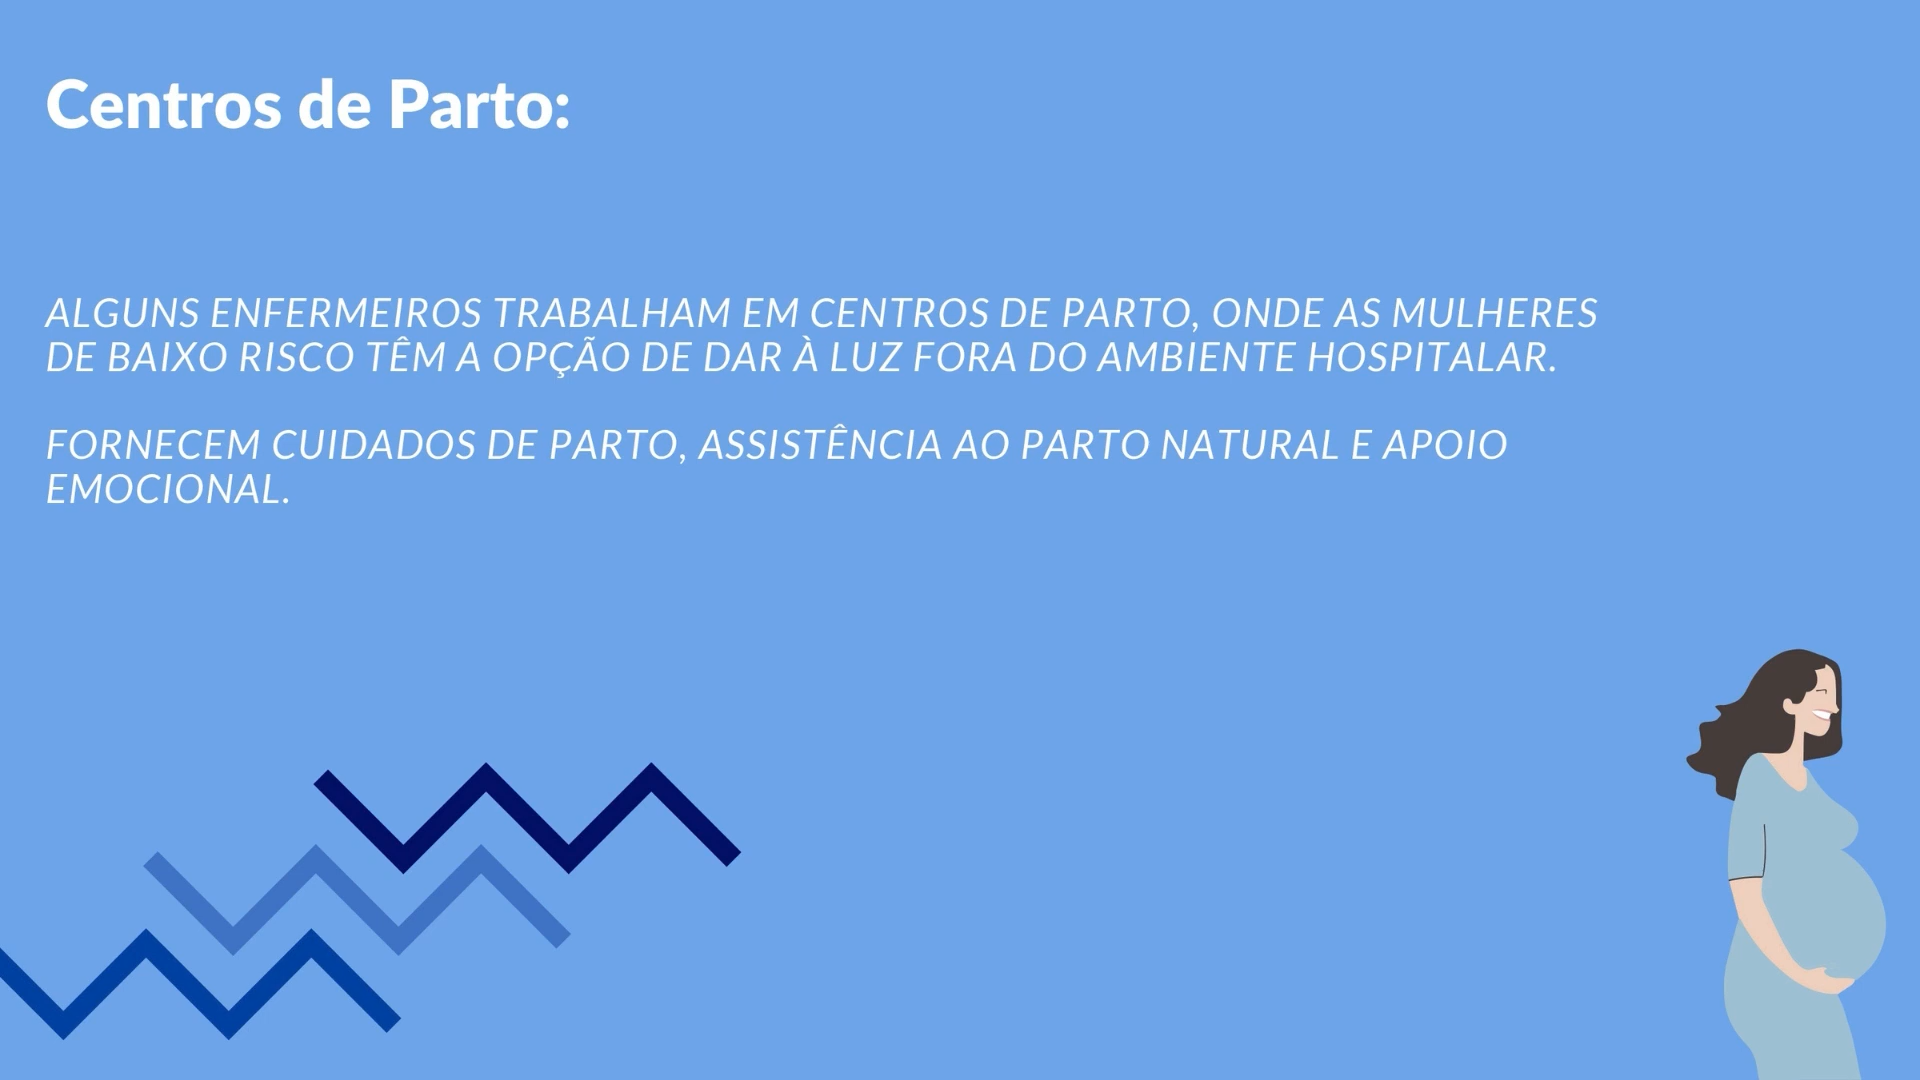 Centros de Parto:
ALGUNS ENFERMEIROS TRABALHAM EM CENTROS DE PARTO, ONDE AS MULHERES
DE BAIXO RISCO TÊM A OPÇÃO DE DAR À LUZ FORA DO AMBIENTE HOSPITALAR.
FORNECEM CUIDADOS DE PARTO, ASSISTÊNCIA AO PARTO NATURAL E APOIO
EMOCIONAL.